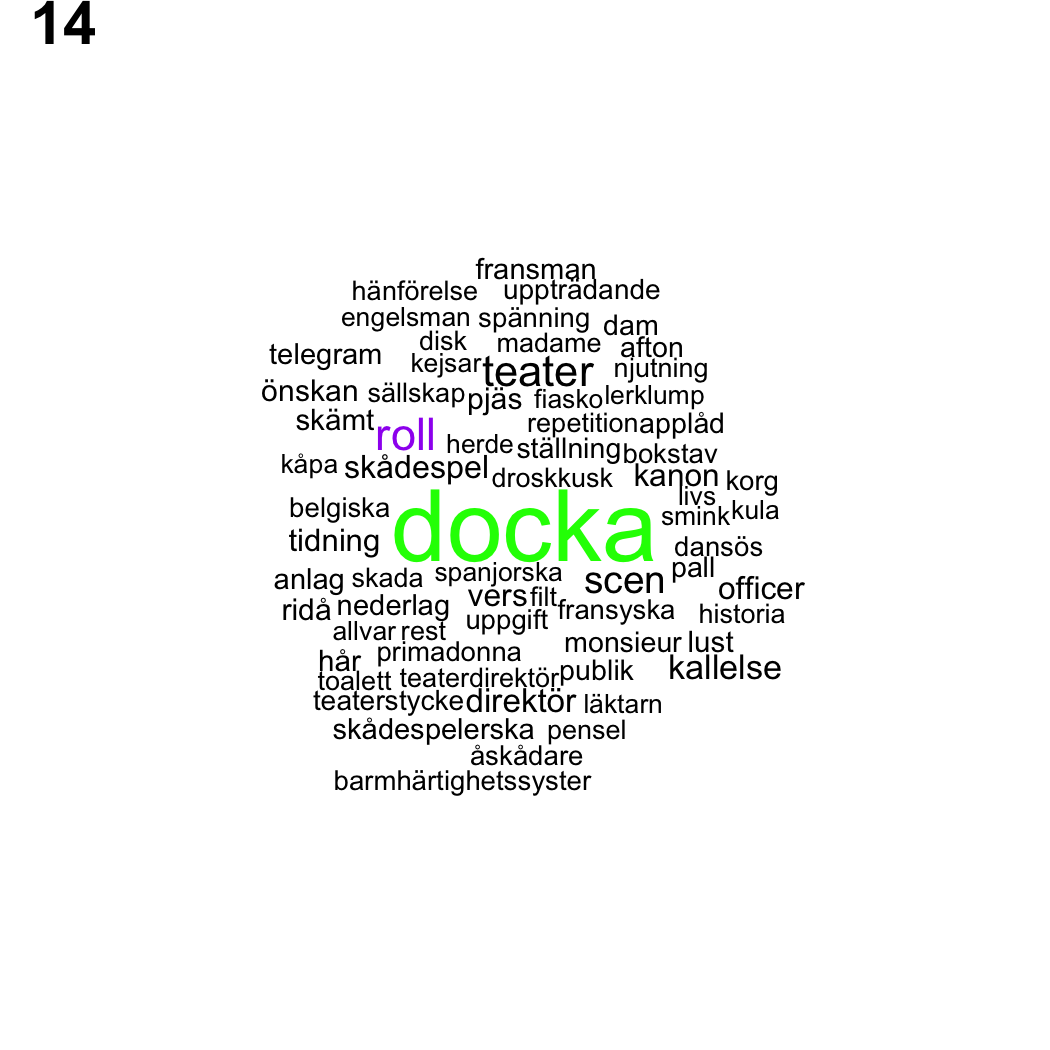 14
fransman
hänförelse uppträdande
engelsman spänning dam
disk madame afton
telegram kejsar teater njutning
önskan sällskap pjäs fiasko lerklump
skämt roll repetition applåd
herde ställning bokstav
kåpa skådespel droskkusk kanon korg
livs
belgiska docka smink kula
tidning dansös
anlag skada spanjorska scen pall officer
ridå nederlag vers filt fransyska historia
allvar rest uppgift
hår primadonna monsieur lust
toalett teaterdirektör publik kallelse
teaterstycke direktör läktarn
skådespelerska pensel
åskådare
barmhärtighetssyster